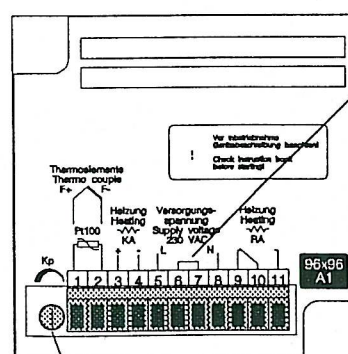 Vor Inbetriebnahme
Gerätebeschreibung beachten!
!
Check instruction book
before starting!
Thermoelemente
Thermo couple
F+ F-
Pt100
Heizung
Heating
KA
+ -
Versorgungs-
spannung
Supply voltage
230 VAC
L N
Heizung
Heating
RA
Kp
1 2 3 4 5 6 7 8 9 10 11
96x96
A1